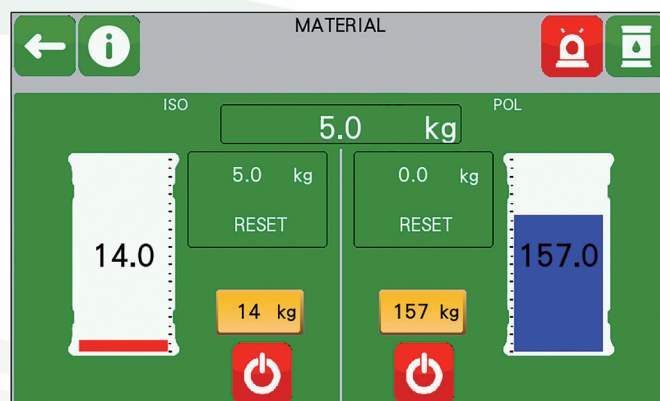 MATERIAL
ISO
POL
5.0 kg
5.0 kg
RESET
0.0 kg
RESET
14.0
157.0
14 kg
157 kg